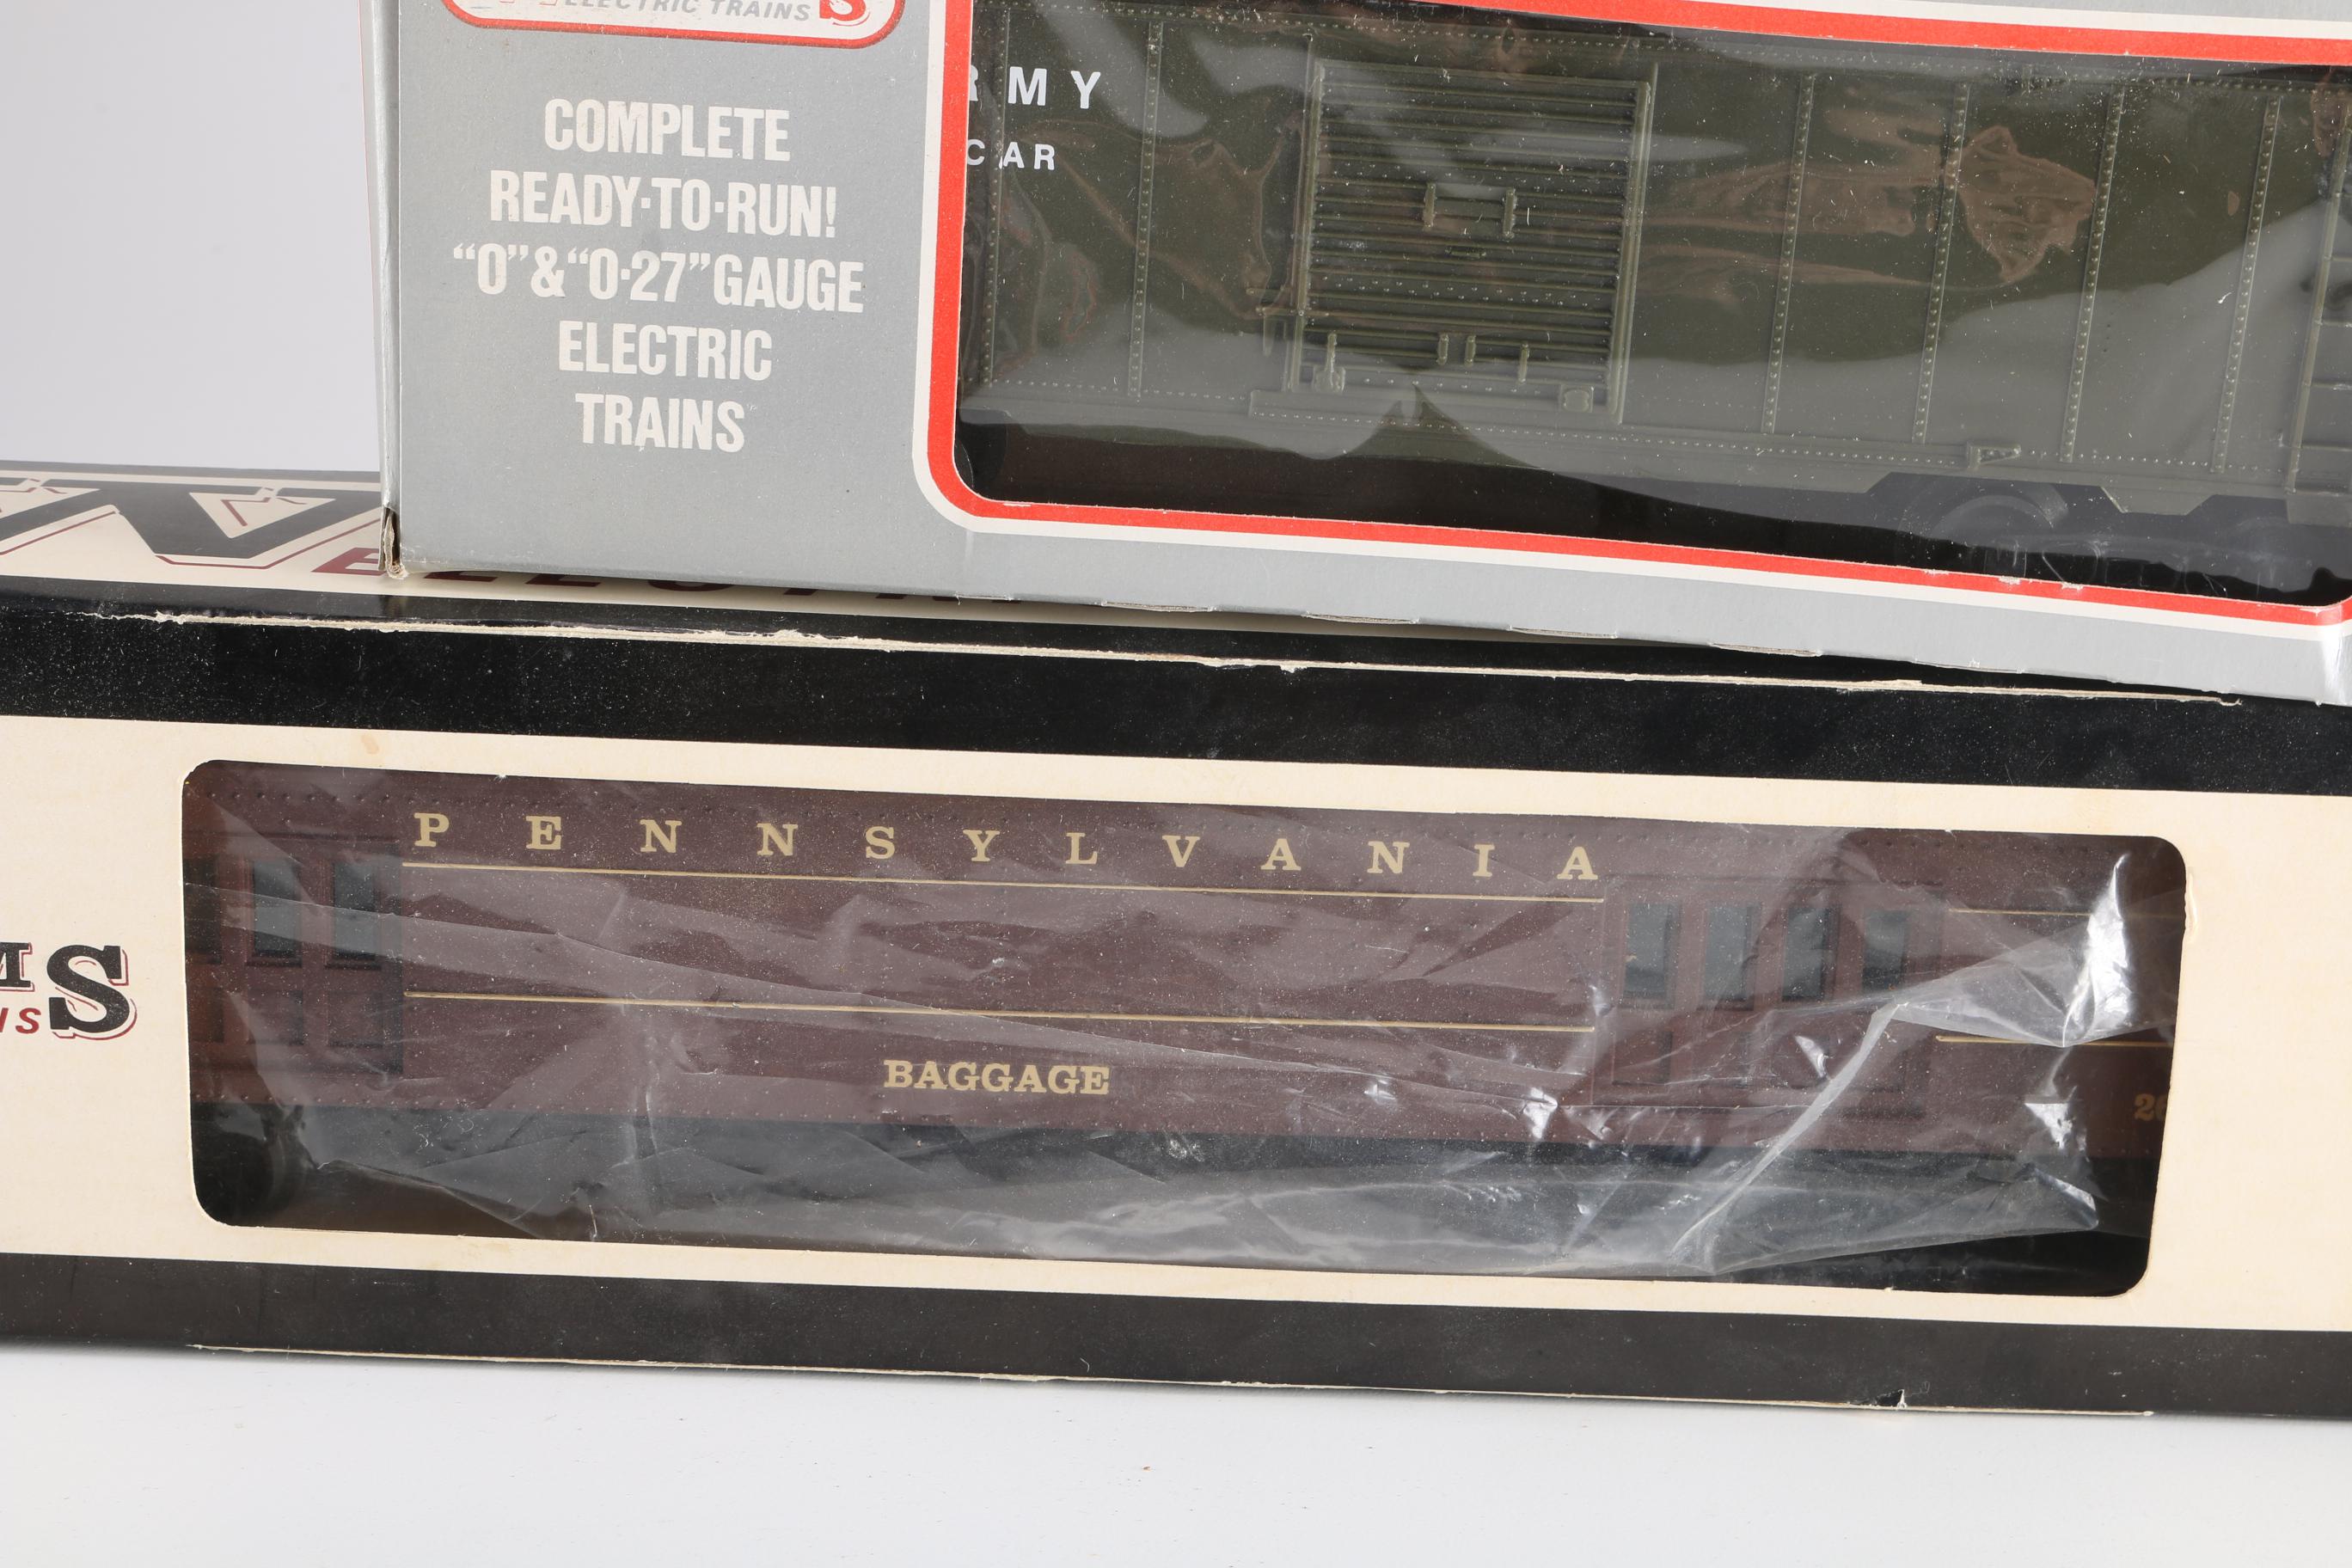 ELECTRIC TRAINS
COMPLETE
READY·TO·RUN!
“O”&“O·27”GAUGE
ELECTRIC
TRAINS
RMY
CAR
PENNSYLVANIA
BAGGAGE